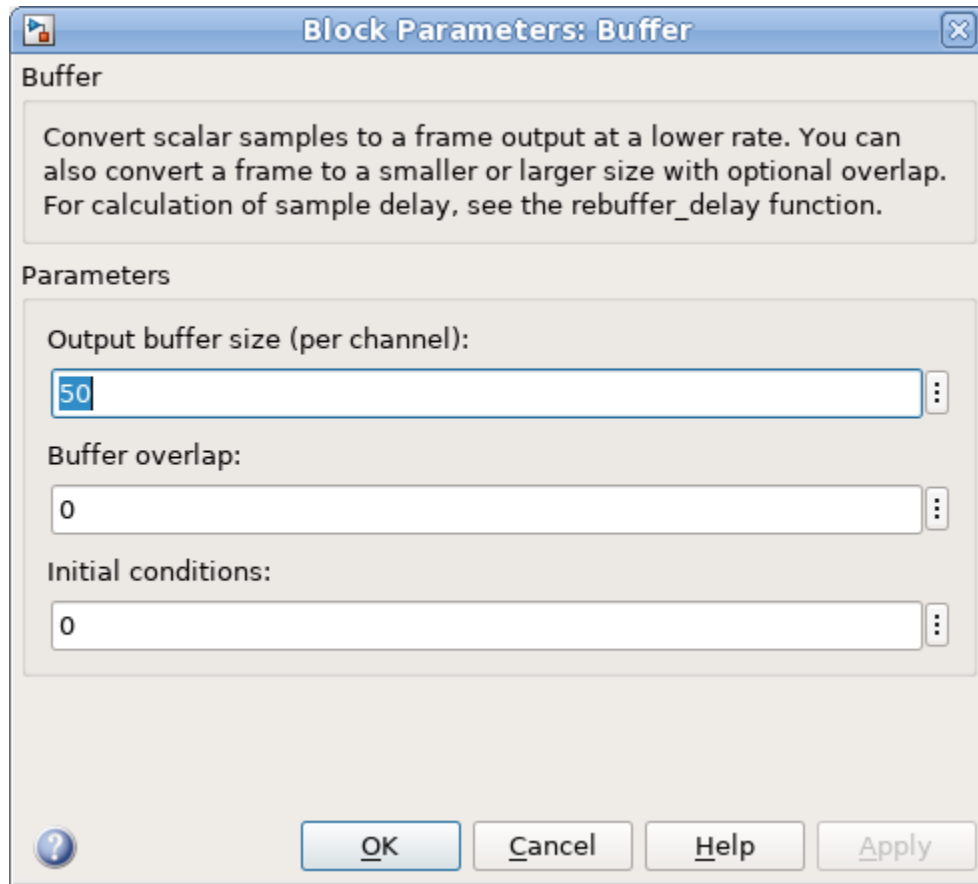 Block Parameters: Buffer
Buffer
Convert scalar samples to a frame output at a lower rate. You can
also convert a frame to a smaller or larger size with optional overlap.
For calculation of sample delay, see the rebuffer_delay function.
Parameters
Output buffer size (per channel):
50
Buffer overlap:
0
Initial conditions:
0
OK Cancel Help Apply